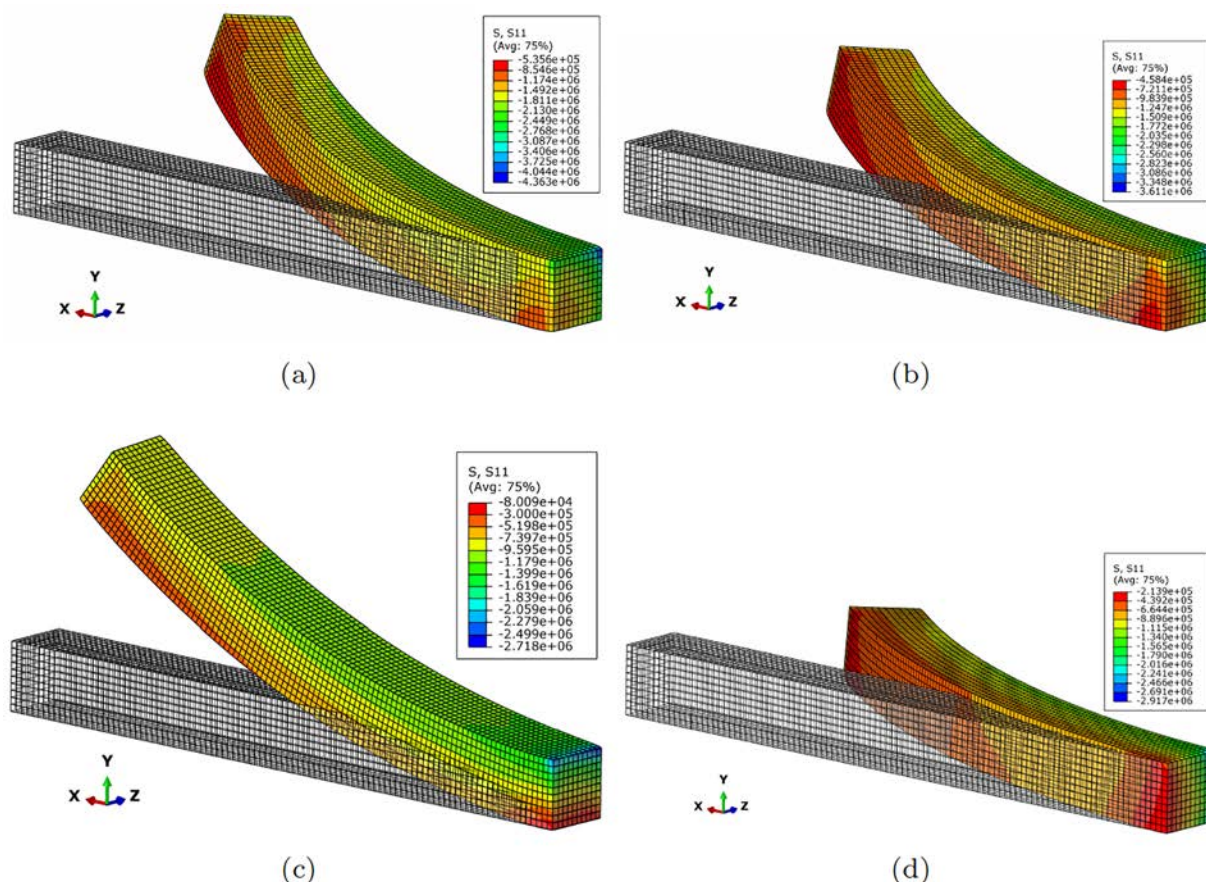 S, S11
(Avg: 75%)
-5.356e+05
-8.546e+05
-1.174e+06
-1.492e+06
-1.811e+06
-2.130e+06
-2.449e+06
-2.768e+06
-3.087e+06
-3.406e+06
-3.725e+06
-4.044e+06
-4.363e+06
Y
X Z
(a)
S, S11
(Avg: 75%)
-4.584e+05
-7.211e+05
-9.839e+05
-1.247e+06
-1.509e+06
-1.772e+06
-2.035e+06
-2.298e+06
-2.560e+06
-2.823e+06
-3.086e+06
-3.348e+06
-3.611e+06
Y
X Z
(b)
S, S11
(Avg: 75%)
-8.009e+04
-3.000e+05
-5.198e+05
-7.397e+05
-9.595e+05
-1.179e+06
-1.399e+06
-1.619e+06
-1.839e+06
-2.059e+06
-2.279e+06
-2.499e+06
-2.718e+06
Y
X Z
(c)
S, S11
(Avg: 75%)
-2.139e+05
-4.392e+05
-6.644e+05
-8.896e+05
-1.115e+06
-1.340e+06
-1.565e+06
-1.790e+06
-2.016e+06
-2.241e+06
-2.466e+06
-2.691e+06
-2.917e+06
Y
X Z
(d)